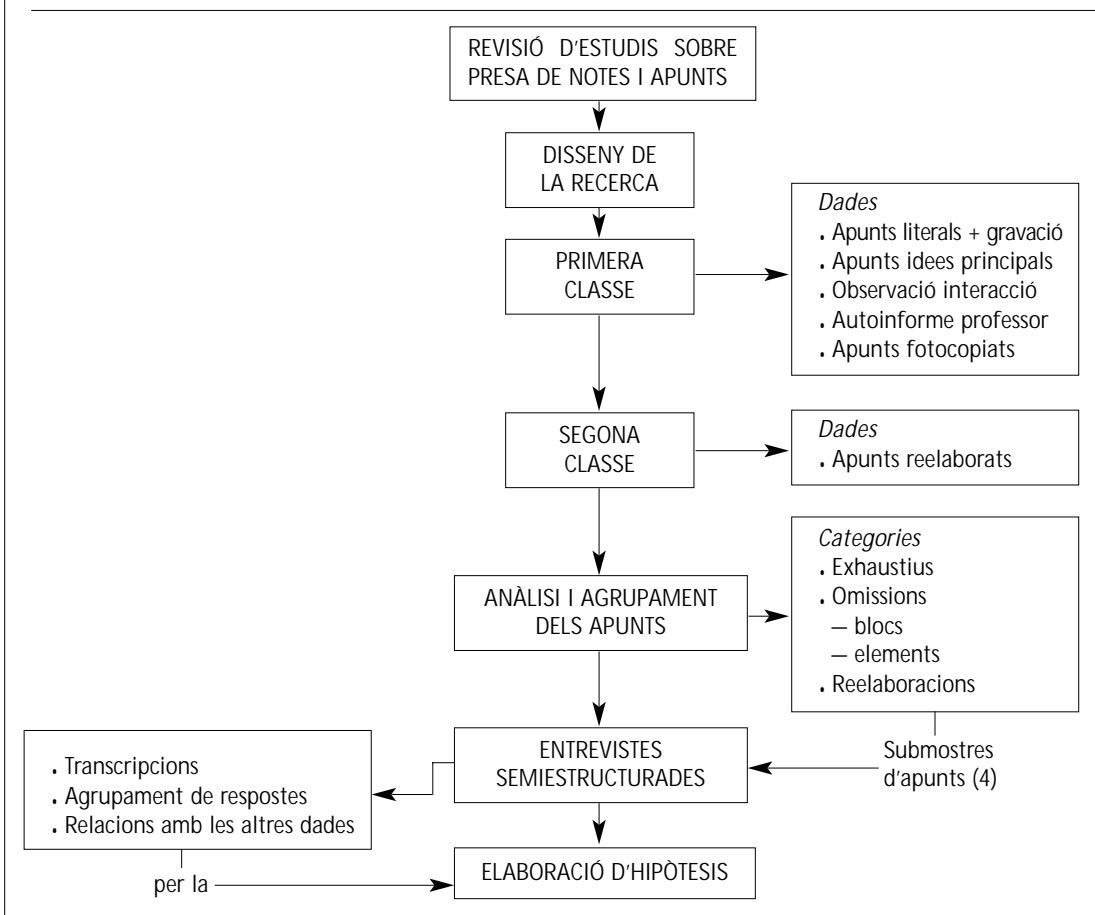 REVISIÓ D'ESTUDIS SOBRE
PRESA DE NOTES I APUNTS
DISSENY DE
LA RECERCA
PRIMERA
CLASSE
Dades
. Apunts literals + gravació
. Apunts idees principals
. Observació interacció
. Autoinforme professor
. Apunts fotocopiats
SEGONA
CLASSE
Dades
. Apunts reelaborats
ANÀLISI I AGRUPAMENT
DELS APUNTS
Categories
. Exhaustius
. Omissions
— blocs
— elements
. Reelaboracions
Submostres
d'apunts (4)
ENTREVISTES
SEMIESTRUCTURADES
. Transcripcions
. Agrupament de respostes
. Relacions amb les altres dades
per la
ELABORACIÓ D'HIPÒTESIS